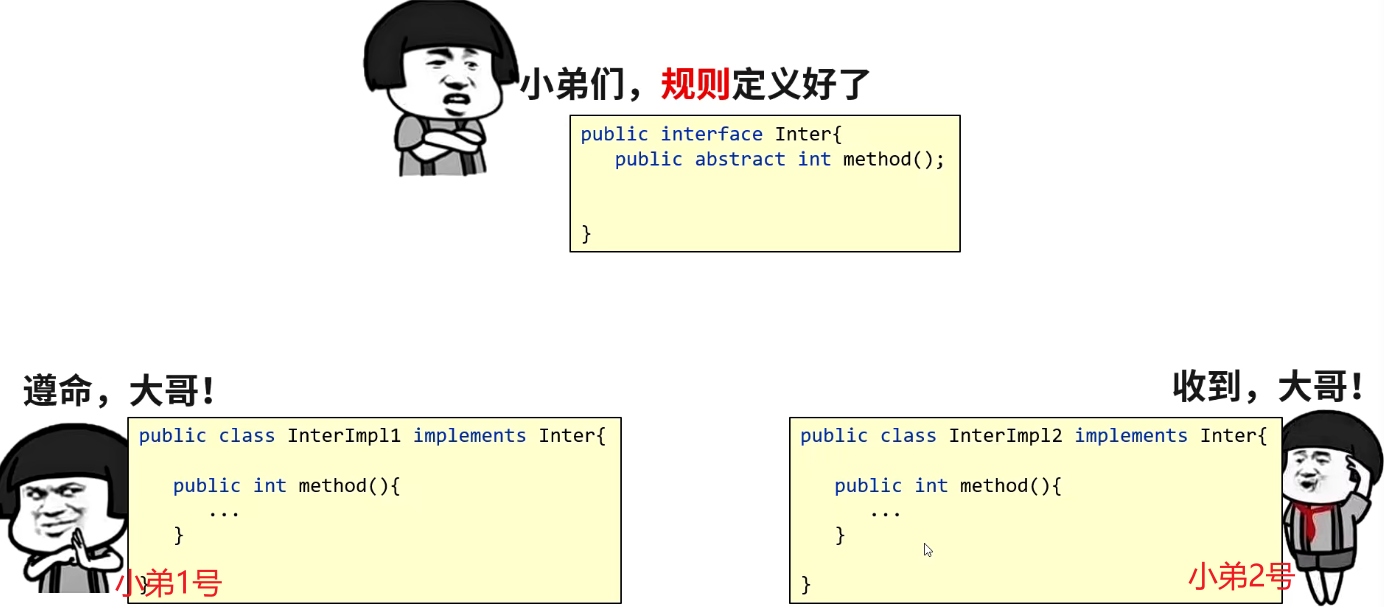 小弟们，规则定义好了
public interface Inter{
public abstract int method();
}
遵命，大哥！
public class InterImpl1 implements Inter{
public int method(){
...
}
}
小弟1号
收到，大哥！
public class InterImpl2 implements Inter{
public int method(){
...
}
}
小弟2号